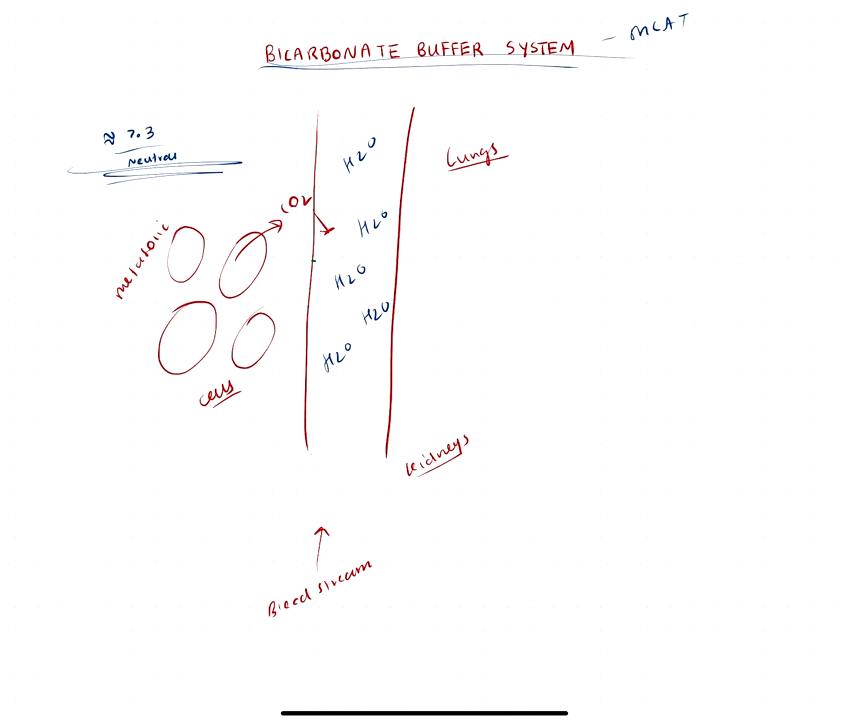 BICARBONATE BUFFER SYSTEM - MCAT
≈ 7.3
Neutral
H2O
Lungs
CO2
H2O
metabolic
H2O
H2O
H2O
cells
kidneys
Blood stream